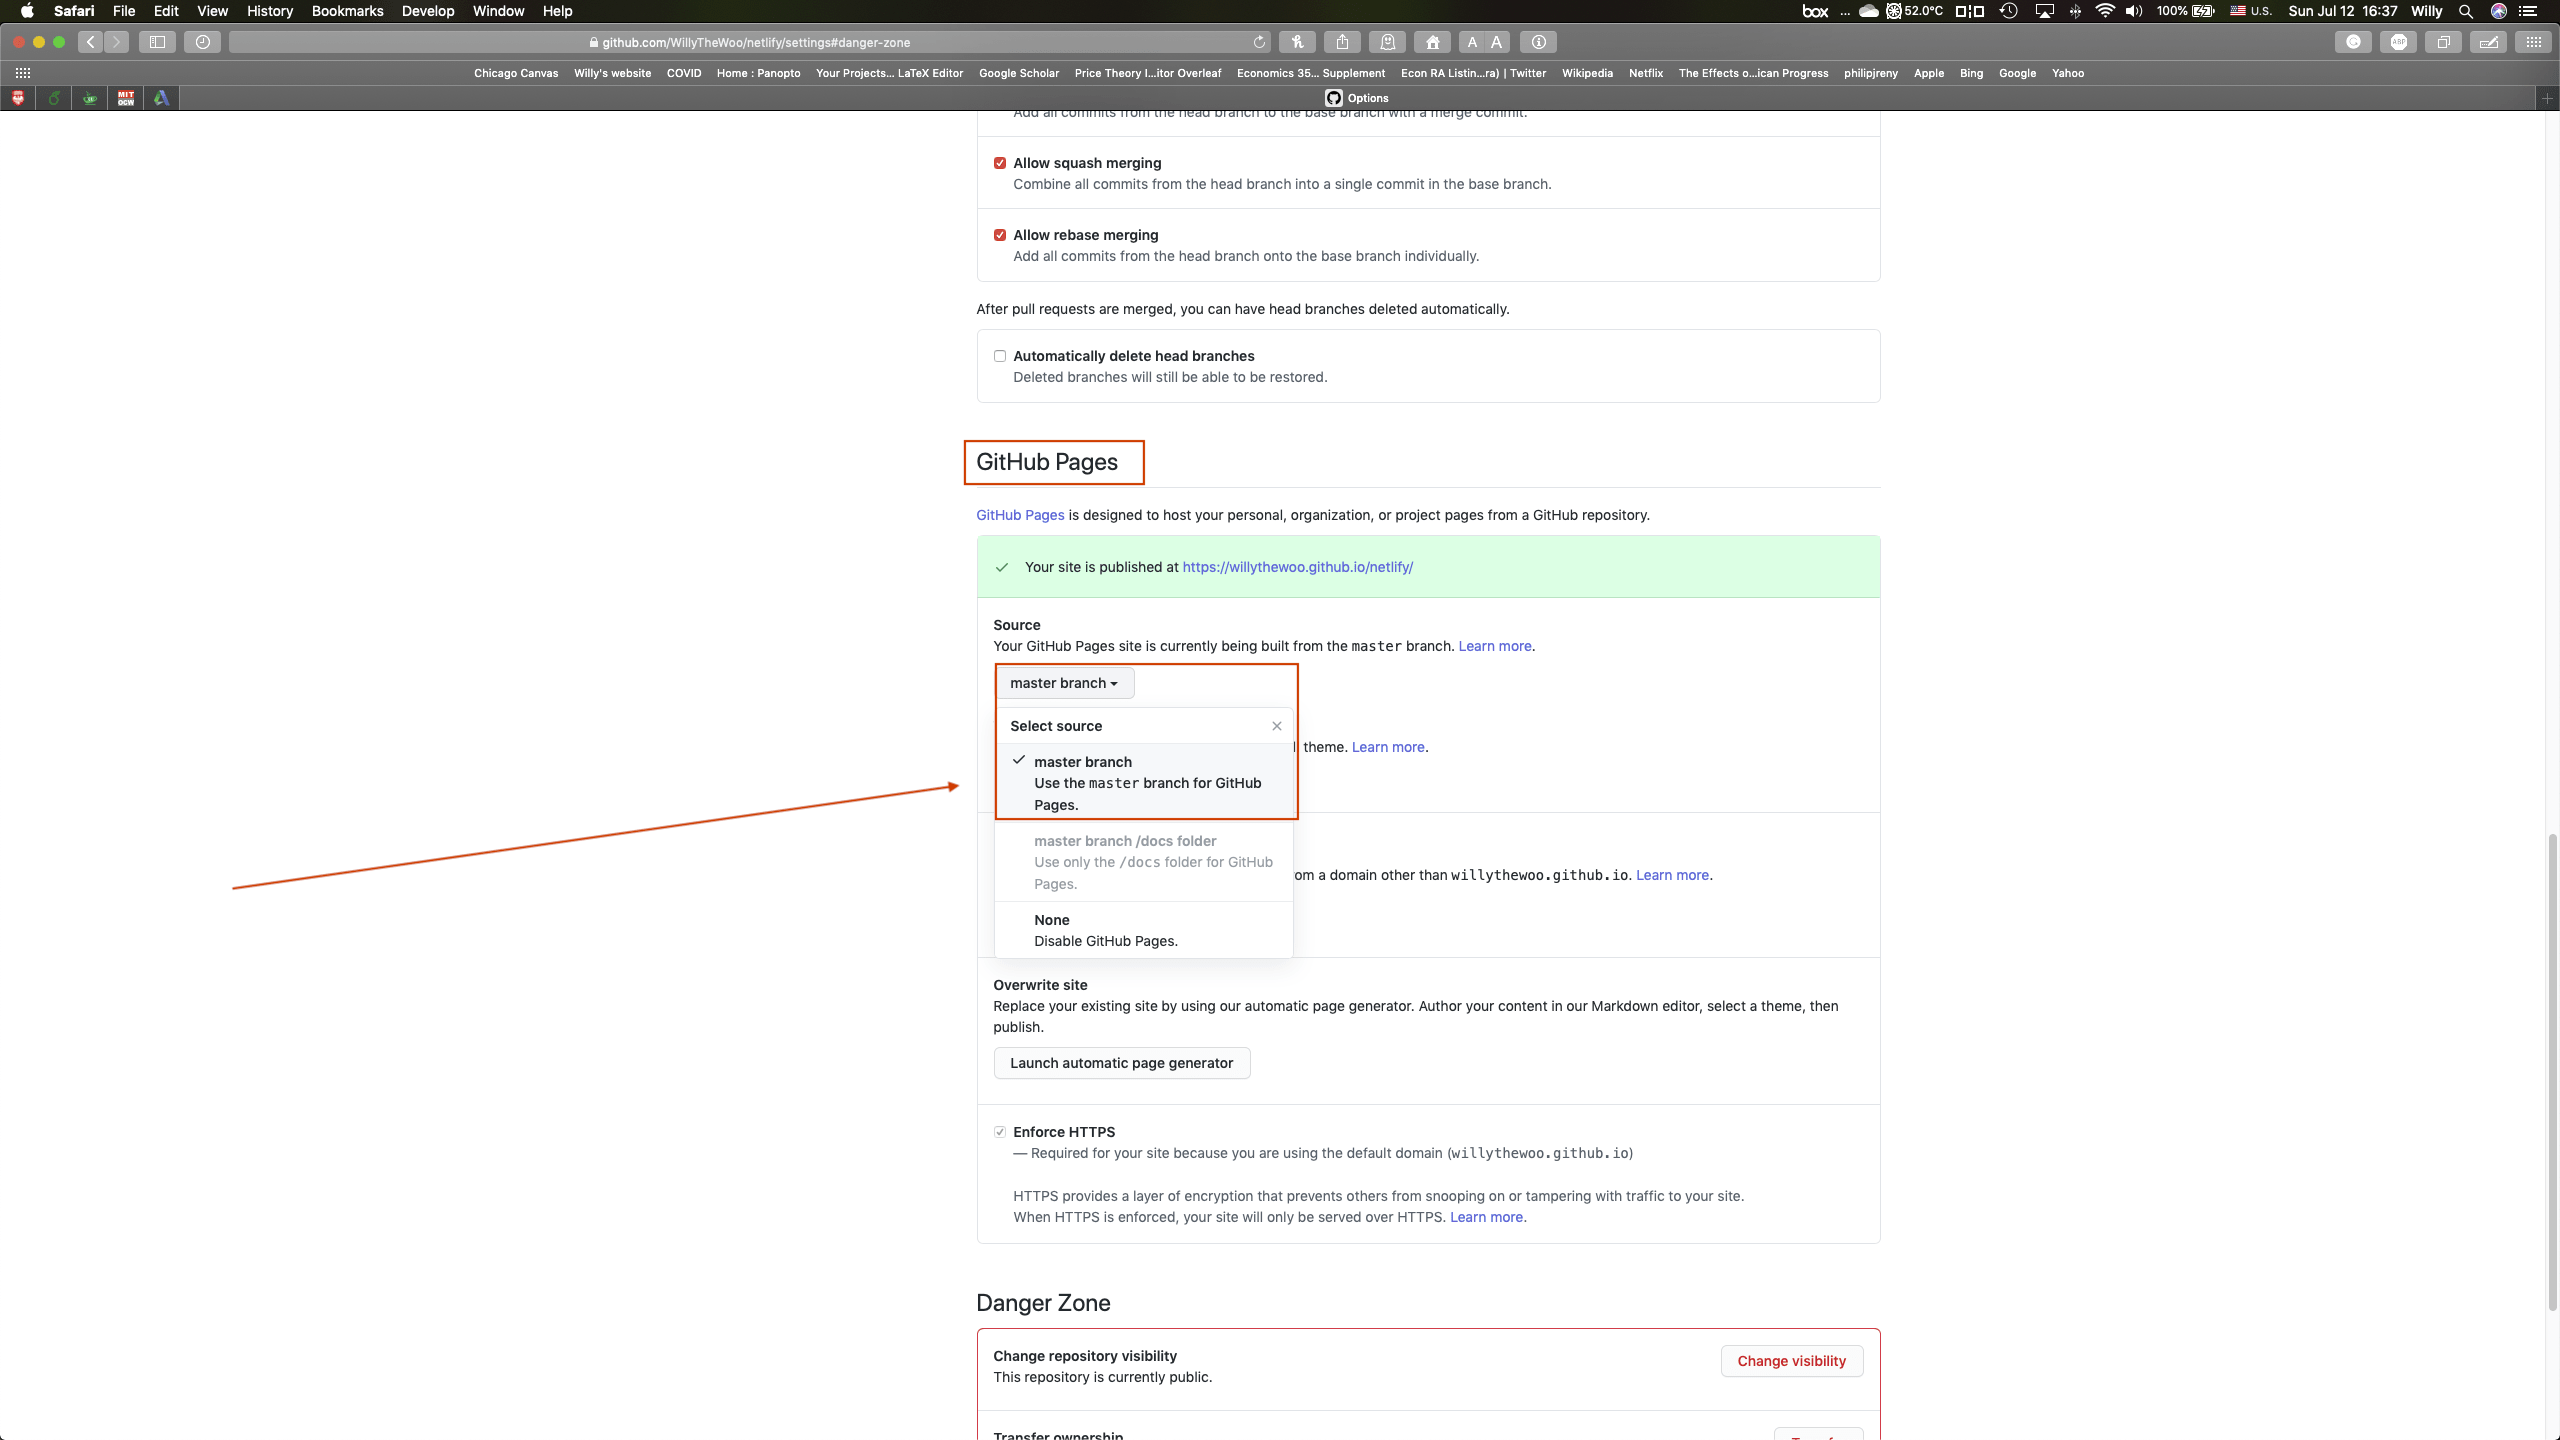 Safari File Edit View History Bookmarks Develop Window Help
box ... 52.0°C 100% U.S. Sun Jul 12 16:37 Willy
github.com/WillyTheWoo/netlify/settings#danger-zone
A A
ABP
Chicago Canvas Willy's website COVID Home : Panopto Your Projects... LaTeX Editor Google Scholar Price Theory I...itor Overleaf Economics 35... Supplement Econ RA Listin...ra) | Twitter Wikipedia Netflix The Effects o...ican Progress philipjreny Apple Bing Google Yahoo
MIT OCW
Options
Add all commits from the head branch to the base branch with a merge commit.
Allow squash merging
Combine all commits from the head branch into a single commit in the base branch.
Allow rebase merging
Add all commits from the head branch onto the base branch individually.
After pull requests are merged, you can have head branches deleted automatically.
Automatically delete head branches
Deleted branches will still be able to be restored.
GitHub Pages
GitHub Pages is designed to host your personal, organization, or project pages from a GitHub repository.
Your site is published at https://willythewoo.github.io/netlify/
Source
Your GitHub Pages site is currently being built from the master branch. Learn more.
master branch
Select source
theme. Learn more.
master branch
Use the master branch for GitHub
Pages.
master branch /docs folder
Use only the /docs folder for GitHub
Pages.
om a domain other than willythewoo.github.io. Learn more.
None
Disable GitHub Pages.
Overwrite site
Replace your existing site by using our automatic page generator. Author your content in our Markdown editor, select a theme, then
publish.
Launch automatic page generator
Enforce HTTPS
— Required for your site because you are using the default domain (willythewoo.github.io)
HTTPS provides a layer of encryption that prevents others from snooping on or tampering with traffic to your site.
When HTTPS is enforced, your site will only be served over HTTPS. Learn more.
Danger Zone
Change repository visibility
This repository is currently public.
Change visibility
Transfer ownership